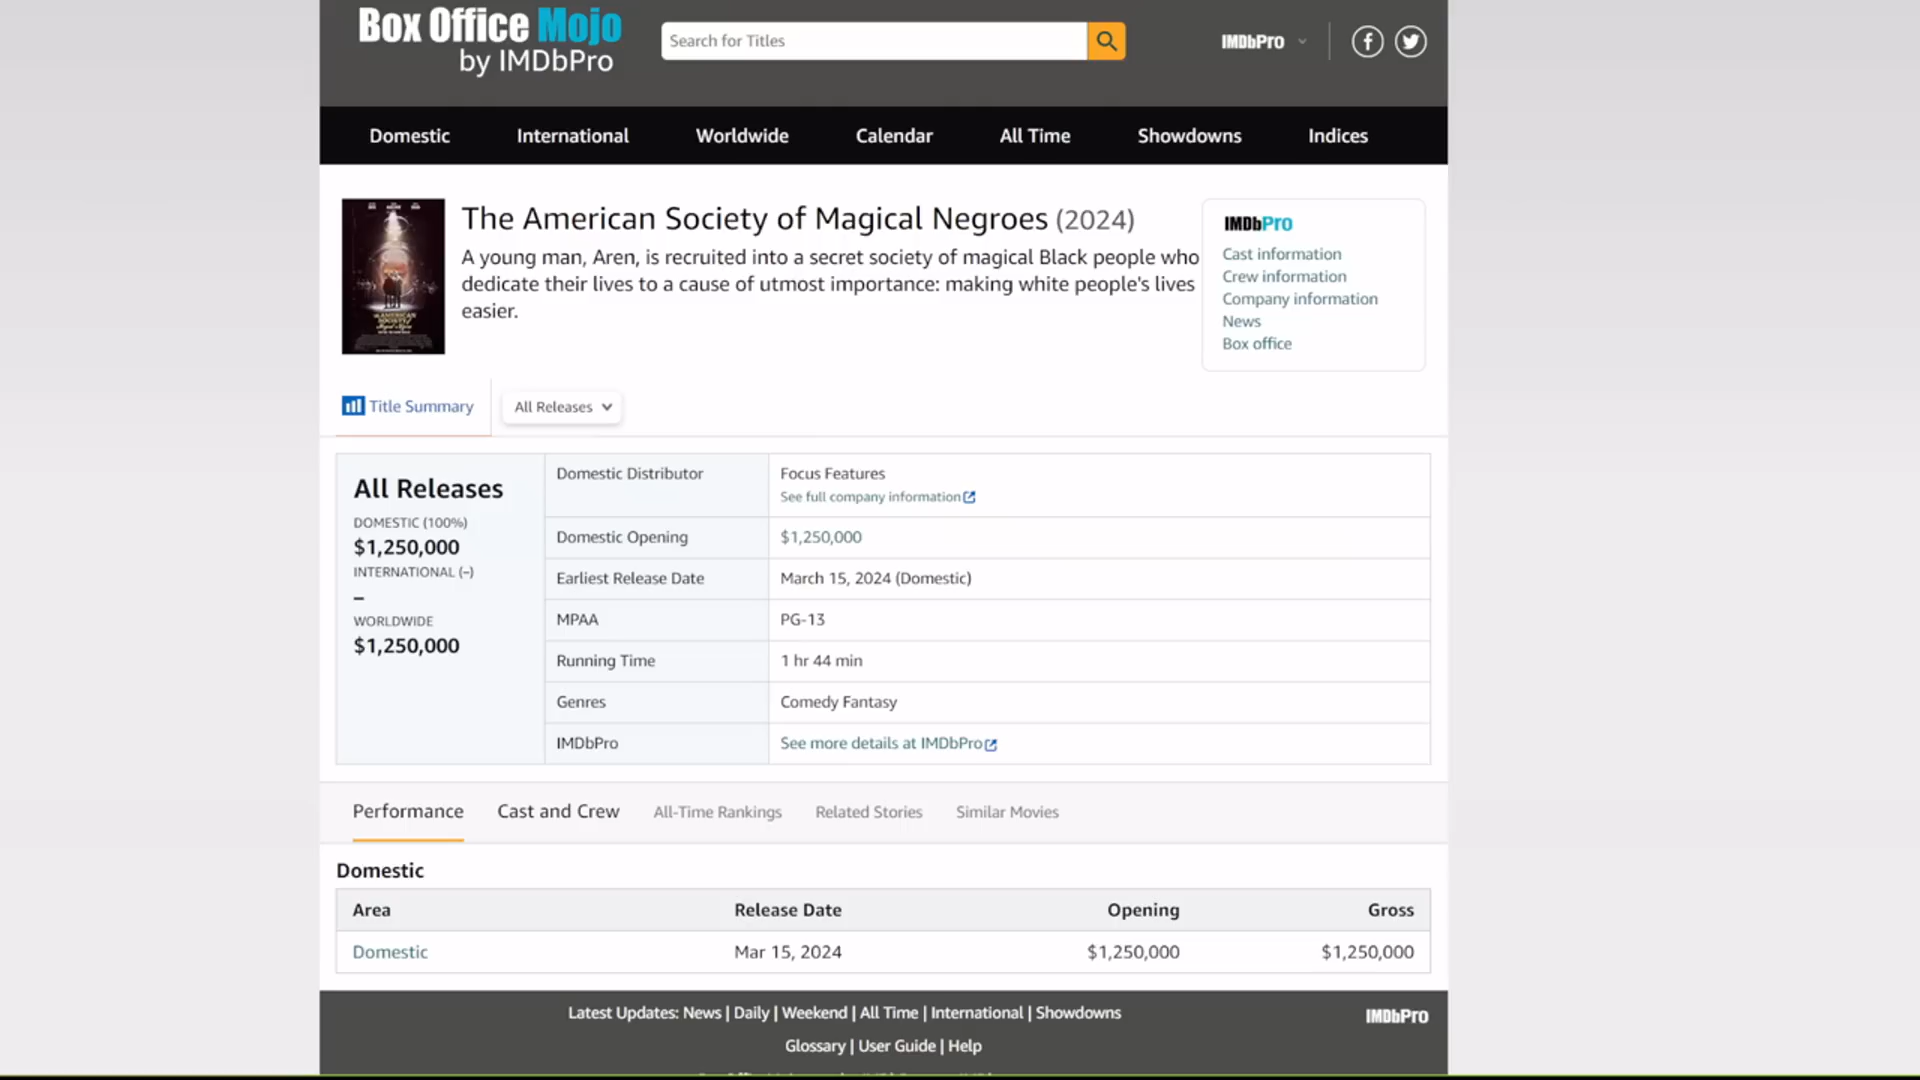 Box Office Mojo
by IMDbPro
Search for Titles
IMDbPro
Domestic International Worldwide Calendar All Time Showdowns Indices
The American Society of Magical Negroes (2024)
A young man, Aren, is recruited into a secret society of magical Black people who
dedicate their lives to a cause of utmost importance: making white people's lives
easier.
IMDbPro
Cast information
Crew information
Company information
News
Box office
Title Summary
All Releases
All Releases
DOMESTIC (100%)
$1,250,000
INTERNATIONAL (–)
–
WORLDWIDE
$1,250,000
Domestic Distributor Focus Features
See full company information
Domestic Opening $1,250,000
Earliest Release Date March 15, 2024 (Domestic)
MPAA PG-13
Running Time 1 hr 44 min
Genres Comedy Fantasy
IMDbPro See more details at IMDbPro
Performance Cast and Crew All-Time Rankings Related Stories Similar Movies
Domestic
Area Release Date Opening Gross
Domestic Mar 15, 2024 $1,250,000 $1,250,000
Latest Updates: News | Daily | Weekend | All Time | International | Showdowns
IMDbPro
Glossary | User Guide | Help